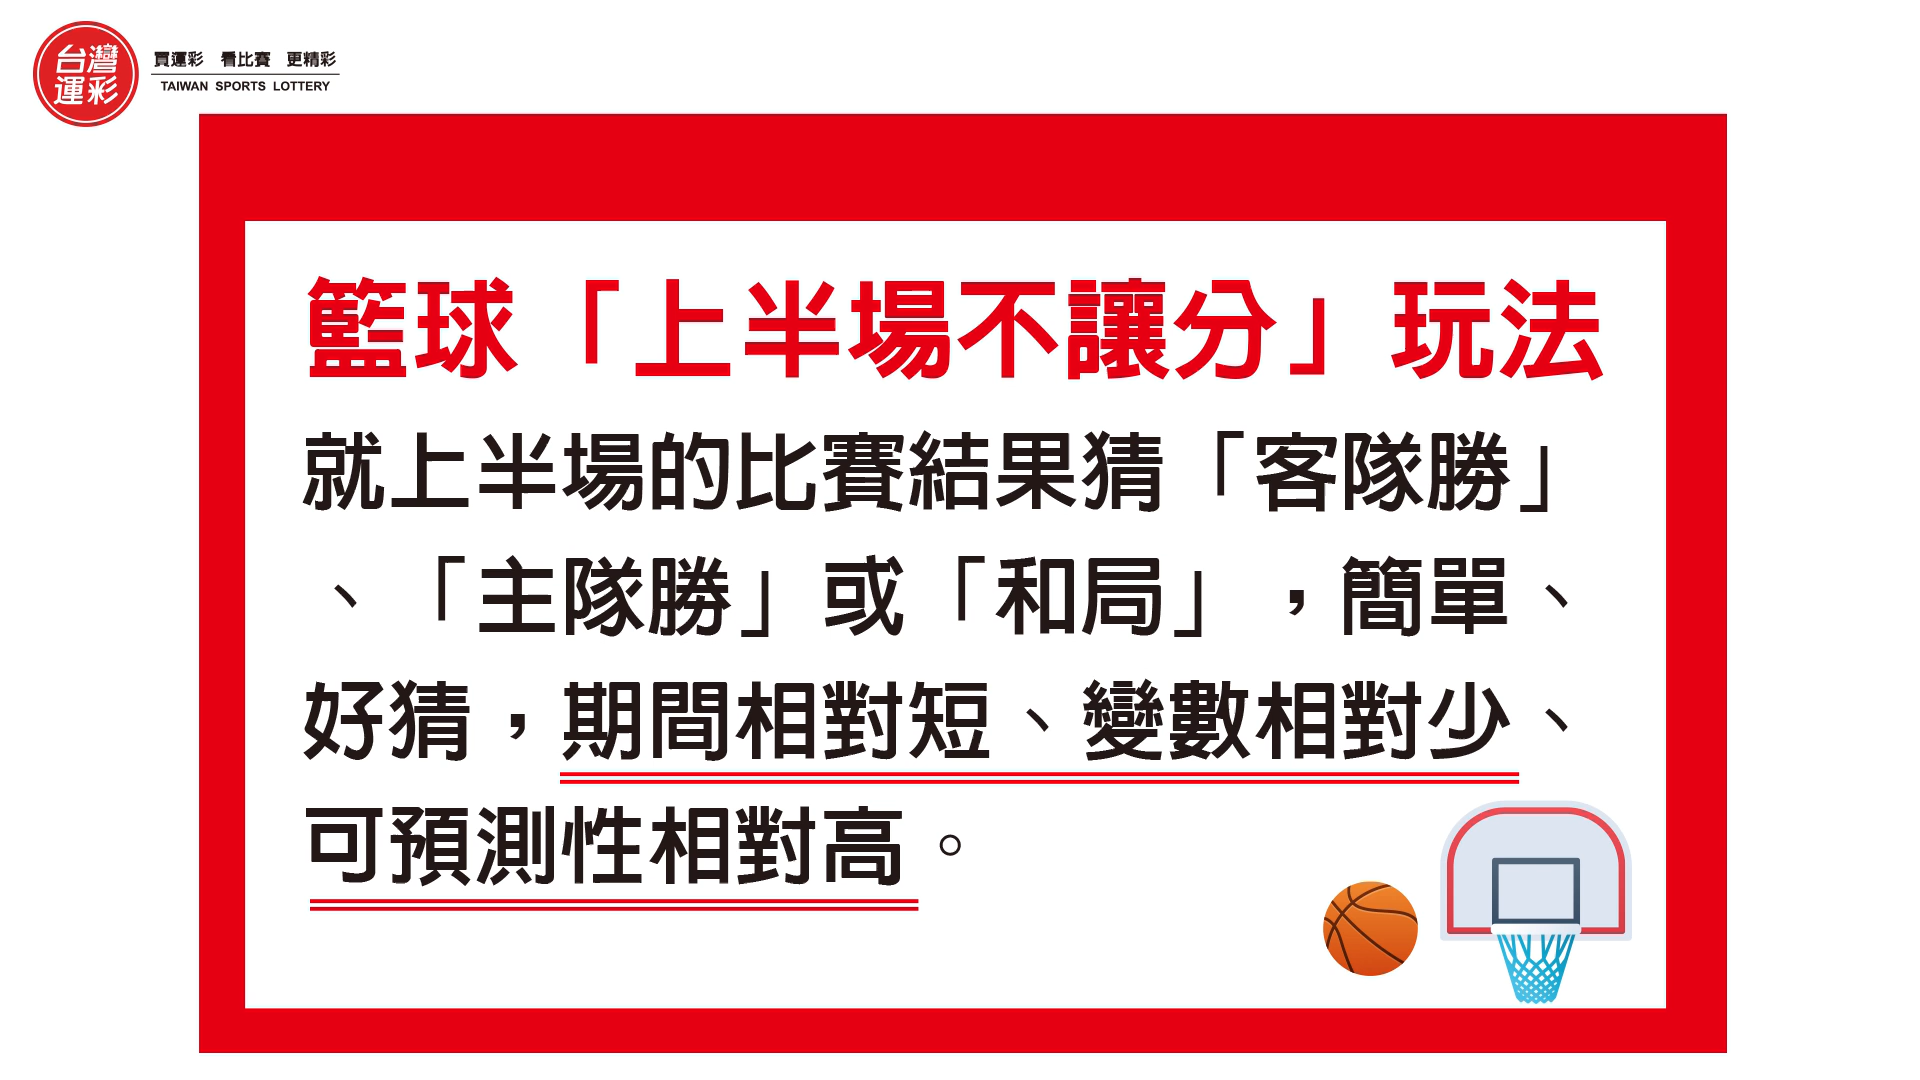 台灣
運彩
買運彩 看比賽 更精彩
TAIWAN SPORTS LOTTERY
籃球「上半場不讓分」玩法
就上半場的比賽結果猜「客隊勝」
、「主隊勝」或「和局」，簡單、
好猜，期間相對短、變數相對少、
可預測性相對高。